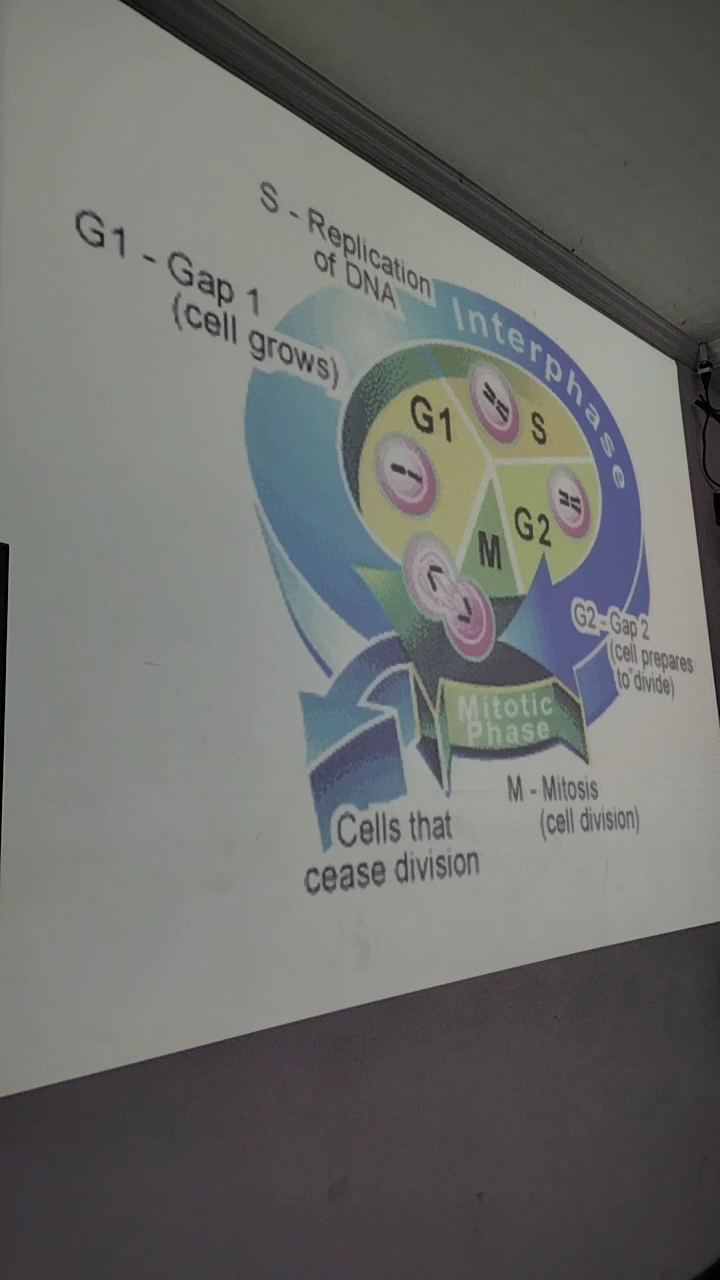 S - Replication
of DNA
G1 - Gap 1
(cell grows)
Interphase
G1
S
G2
M
G2 - Gap 2
(cell prepares
to divide)
Mitotic
Phase
M - Mitosis
(cell division)
Cells that
cease division